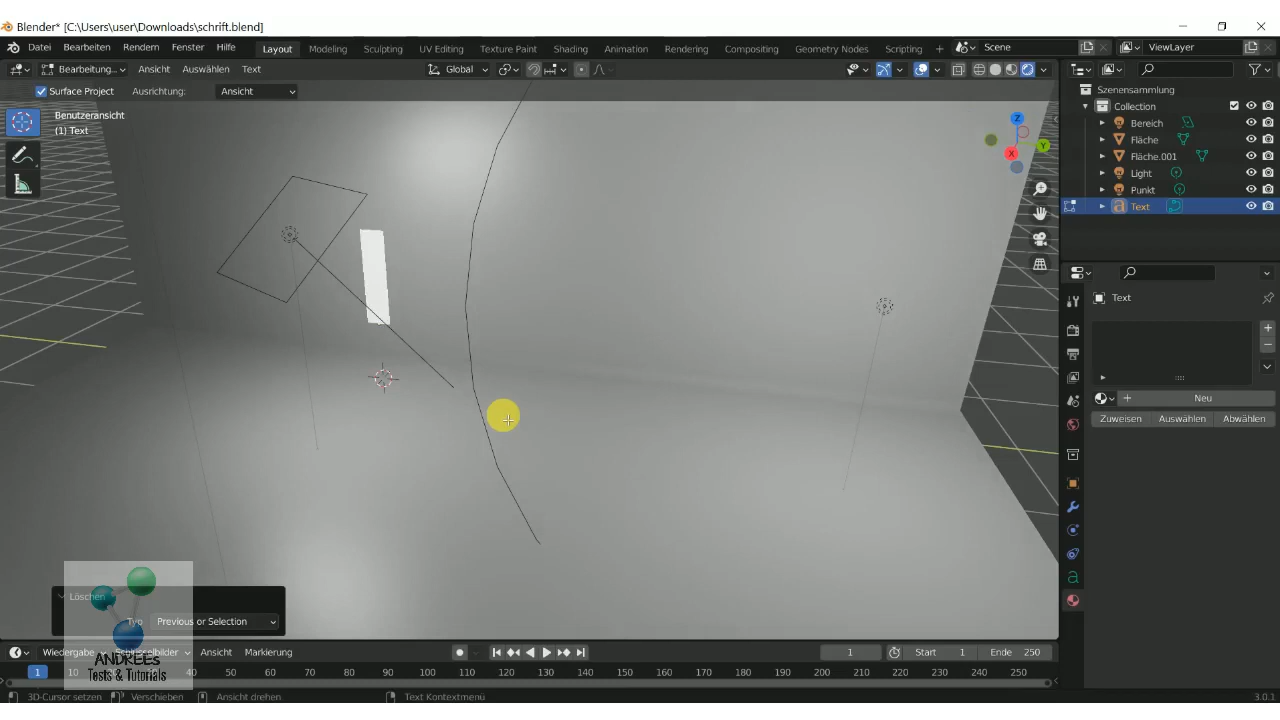 Blender* [C:\Users\user\Downloads\schrift.blend]
Datei Bearbeiten Rendern Fenster Hilfe Layout Modeling Sculpting UV Editing Texture Paint Shading Animation Rendering Compositing Geometry Nodes Scripting + Scene ViewLayer
Bearbeitung... Ansicht Auswählen Text Global
Surface Project Ausrichtung: Ansicht
Benutzeransicht
(1) Text
Z
X
Y
Szenensammlung
Collection
Bereich
Fläche
Fläche.001
Light
Punkt
a Text
Text
Neu
Zuweisen Auswählen Abwählen
Löschen
Previous or Selection
ANDREEs
Tests & Tutorials
Wiedergabe Schlüsselbilder Ansicht Markierung 1 Start 1 Ende 250
1 10 40 50 60 70 80 90 100 110 120 130 140 150 160 170 180 190 200 210 220 230 240 250
3D-Cursor setzen Verschieben Ansicht drehen Text Kontextmenü 3.0.1